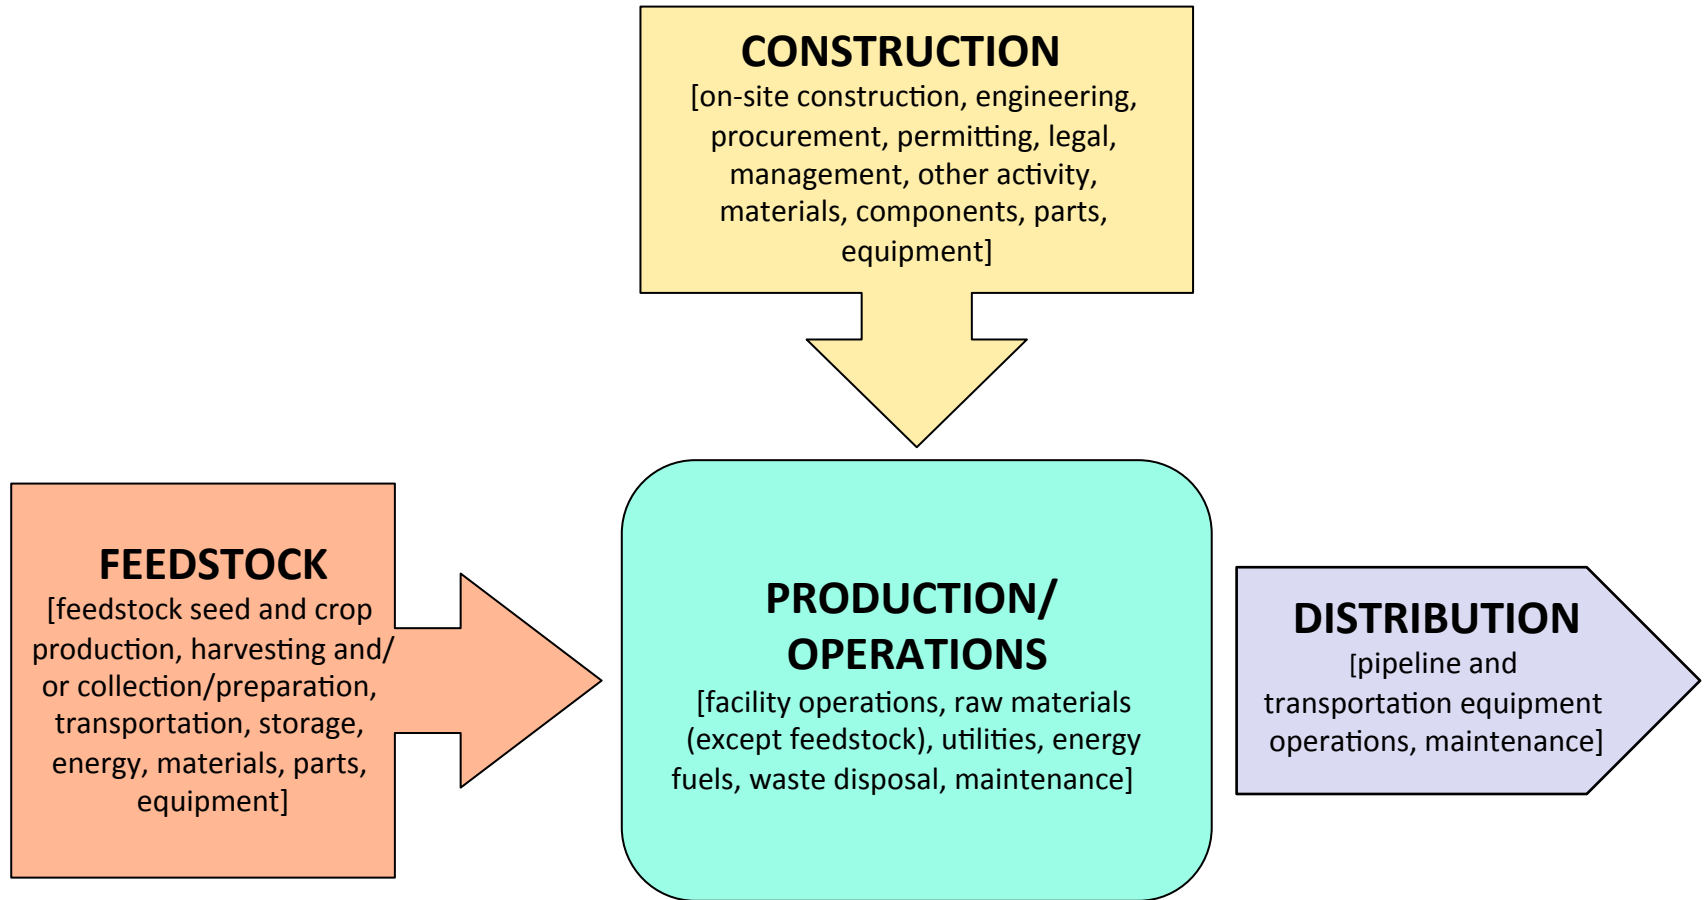 CONSTRUCTION
[on-site construction, engineering,
procurement, permitting, legal,
management, other activity,
materials, components, parts,
equipment]
FEEDSTOCK
[feedstock seed and crop
production, harvesting and/
or collection/preparation,
transportation, storage,
energy, materials, parts,
equipment]
PRODUCTION/
OPERATIONS
[facility operations, raw materials
(except feedstock), utilities, energy
fuels, waste disposal, maintenance]
DISTRIBUTION
[pipeline and
transportation equipment
operations, maintenance]